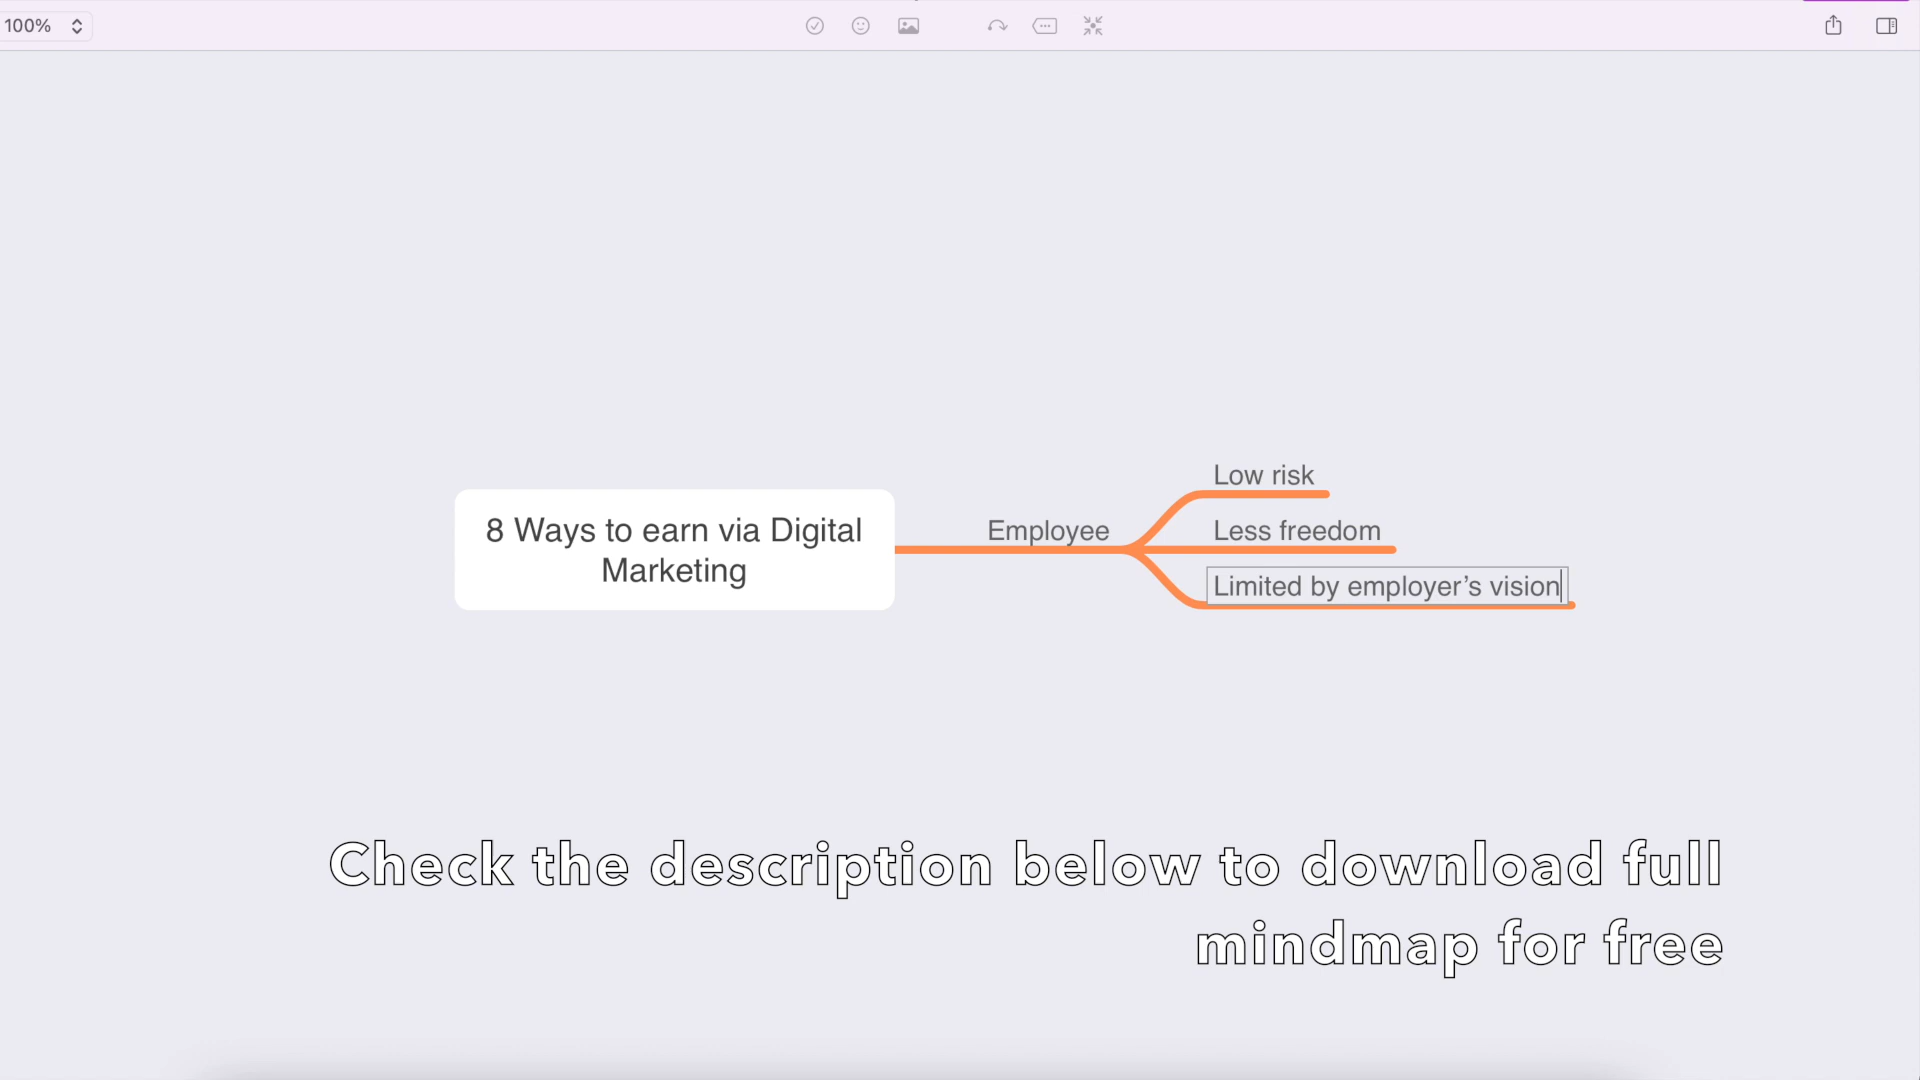 100%
8 Ways to earn via Digital
Marketing
Employee
Low risk
Less freedom
Limited by employer’s vision
Check the description below to download full
mindmap for free